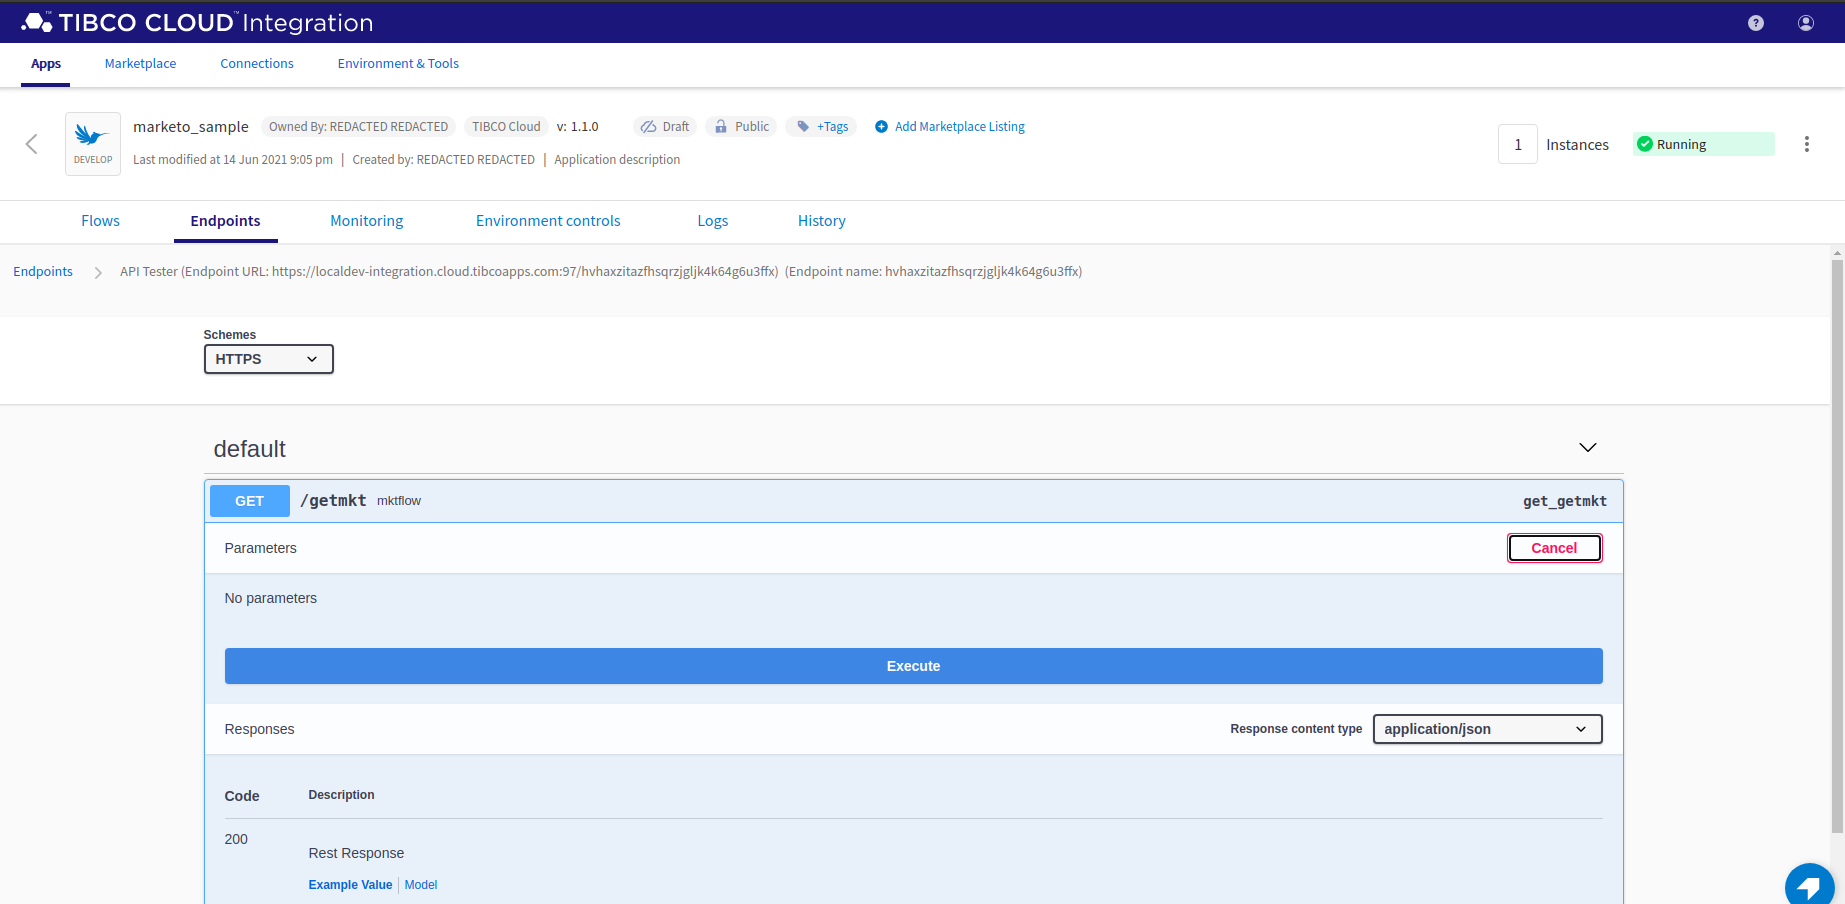 TIBCO CLOUD™ Integration
Apps Marketplace Connections Environment & Tools
marketo_sample Owned By: REDACTED REDACTED TIBCO Cloud v: 1.1.0 Draft Public +Tags Add Marketplace Listing
DEVELOP
Last modified at 14 Jun 2021 9:05 pm | Created by: REDACTED REDACTED | Application description
1 Instances Running
Flows Endpoints Monitoring Environment controls Logs History
Endpoints API Tester (Endpoint URL: https://localdev-integration.cloud.tibcoapps.com:97/hvhaxzitazfhsqrzjgljk4k64g6u3ffx) (Endpoint name: hvhaxzitazfhsqrzjgljk4k64g6u3ffx)
Schemes
HTTPS
default
GET /getmkt mktflow get_getmkt
Parameters Cancel
No parameters
Execute
Responses Response content type application/json
Code Description
200
Rest Response
Example Value | Model